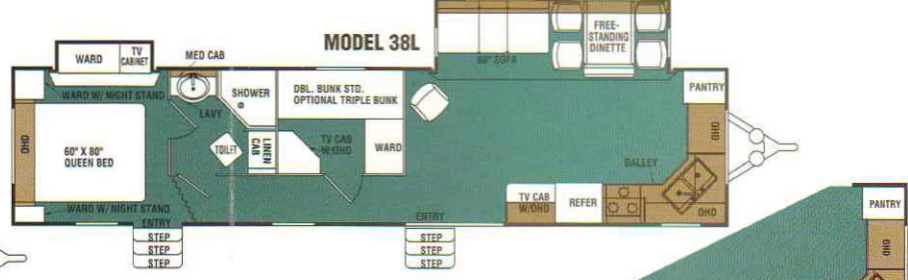 MODEL 38L
WARD
TV
CABINET
MED CAB
WARD W/ NIGHT STAND
OHD
60" X 80"
QUEEN BED
WARD W/ NIGHT STAND
ENTRY
STEP
STEP
STEP
LAVY
SHOWER
TOILET
LINEN
CAB
DBL. BUNK STD.
OPTIONAL TRIPLE BUNK
TV CAB
W/OHD
WARD
88" SOFA
FREE-
STANDING
DINETTE
PANTRY
OHD
GALLEY
OHD
TV CAB
W/OHD
REFER
ENTRY
STEP
STEP
STEP
PANTRY
OHD